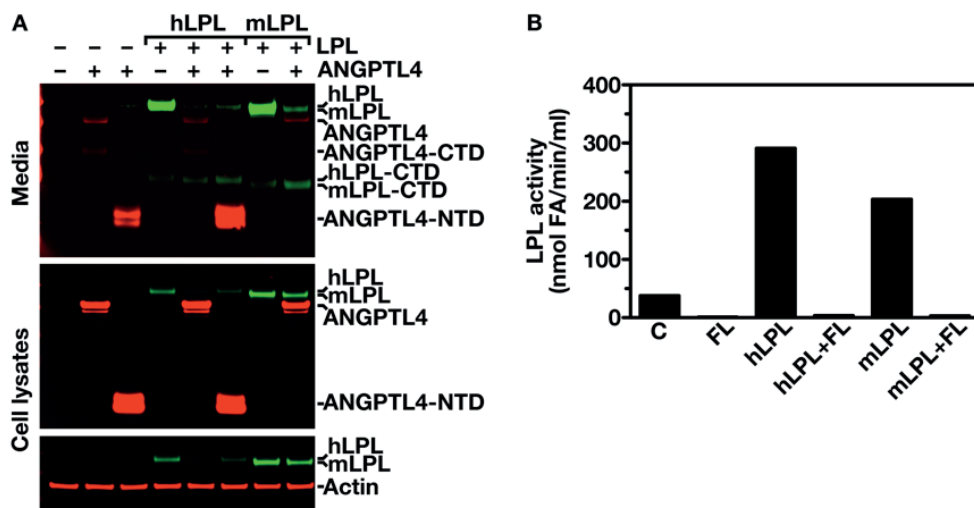 A
hLPL mLPL
– – – + + + + + LPL
– + + – + + – + ANGPTL4
Media
hLPL
mLPL
ANGPTL4
ANGPTL4-CTD
hLPL-CTD
mLPL-CTD
-ANGPTL4-NTD
Cell lysates
hLPL
mLPL
ANGPTL4
-ANGPTL4-NTD
hLPL
mLPL
-Actin
B
LPL activity
(nmol FA/min/ml)
400
300
200
100
0
C FL hLPL hLPL+FL mLPL mLPL+FL